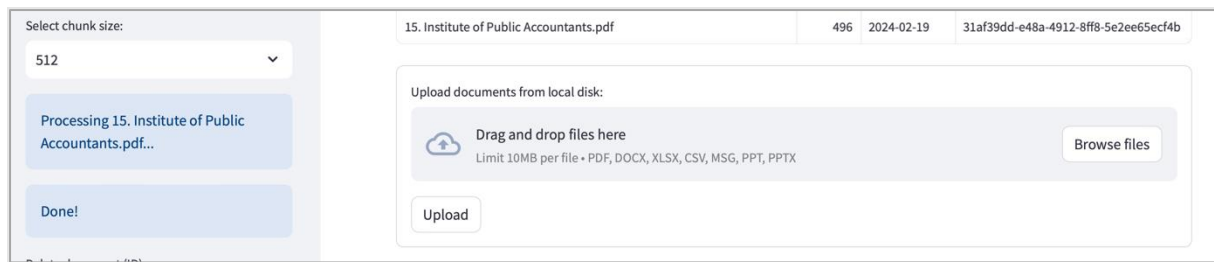 Select chunk size:
512
Processing 15. Institute of Public
Accountants.pdf...
Done!
15. Institute of Public Accountants.pdf 496 2024-02-19 31af39dd-e48a-4912-8ff8-5e2ee65ecf4b
Upload documents from local disk:
Drag and drop files here
Limit 10MB per file • PDF, DOCX, XLSX, CSV, MSG, PPT, PPTX
Browse files
Upload